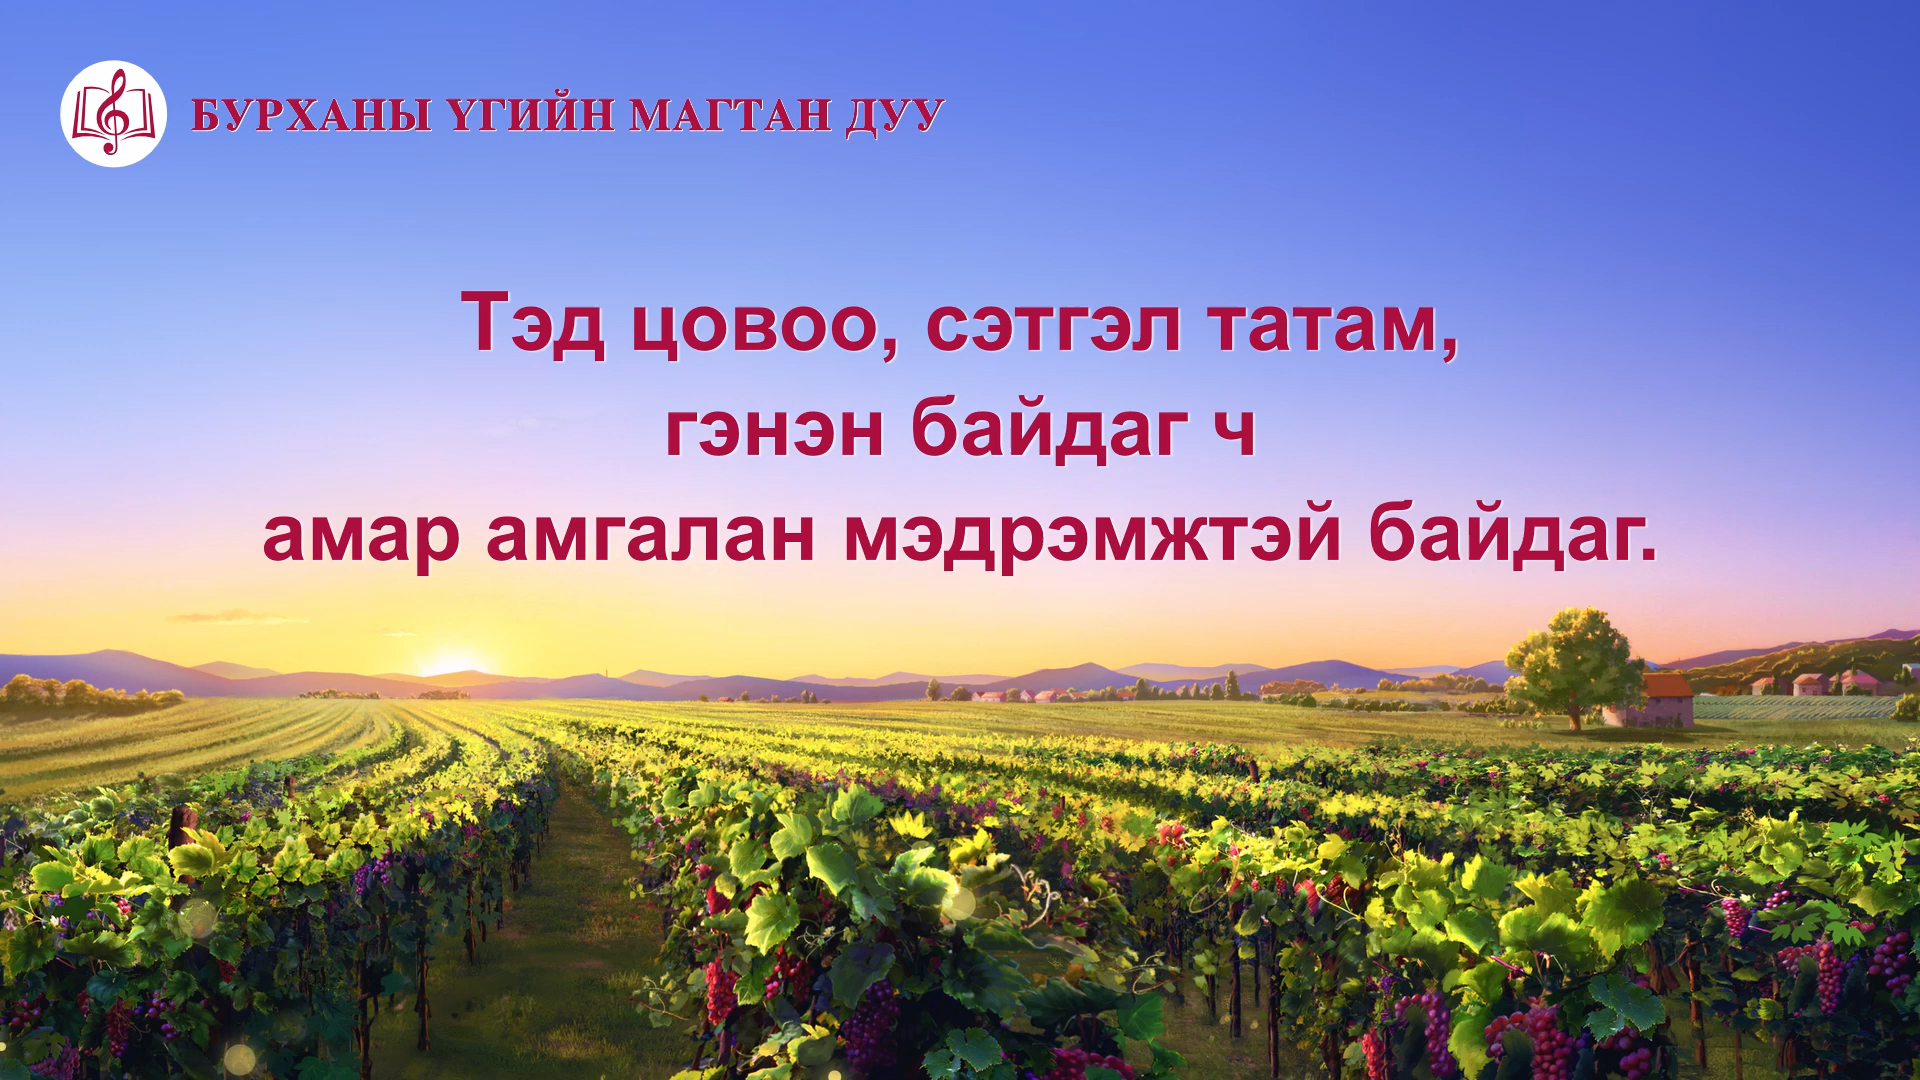 БУРХАНЫ ҮГИЙН МАГТАН ДУУ
Тэд цовоо, сэтгэл татам,
гэнэн байдаг ч
амар амгалан мэдрэмжтэй байдаг.